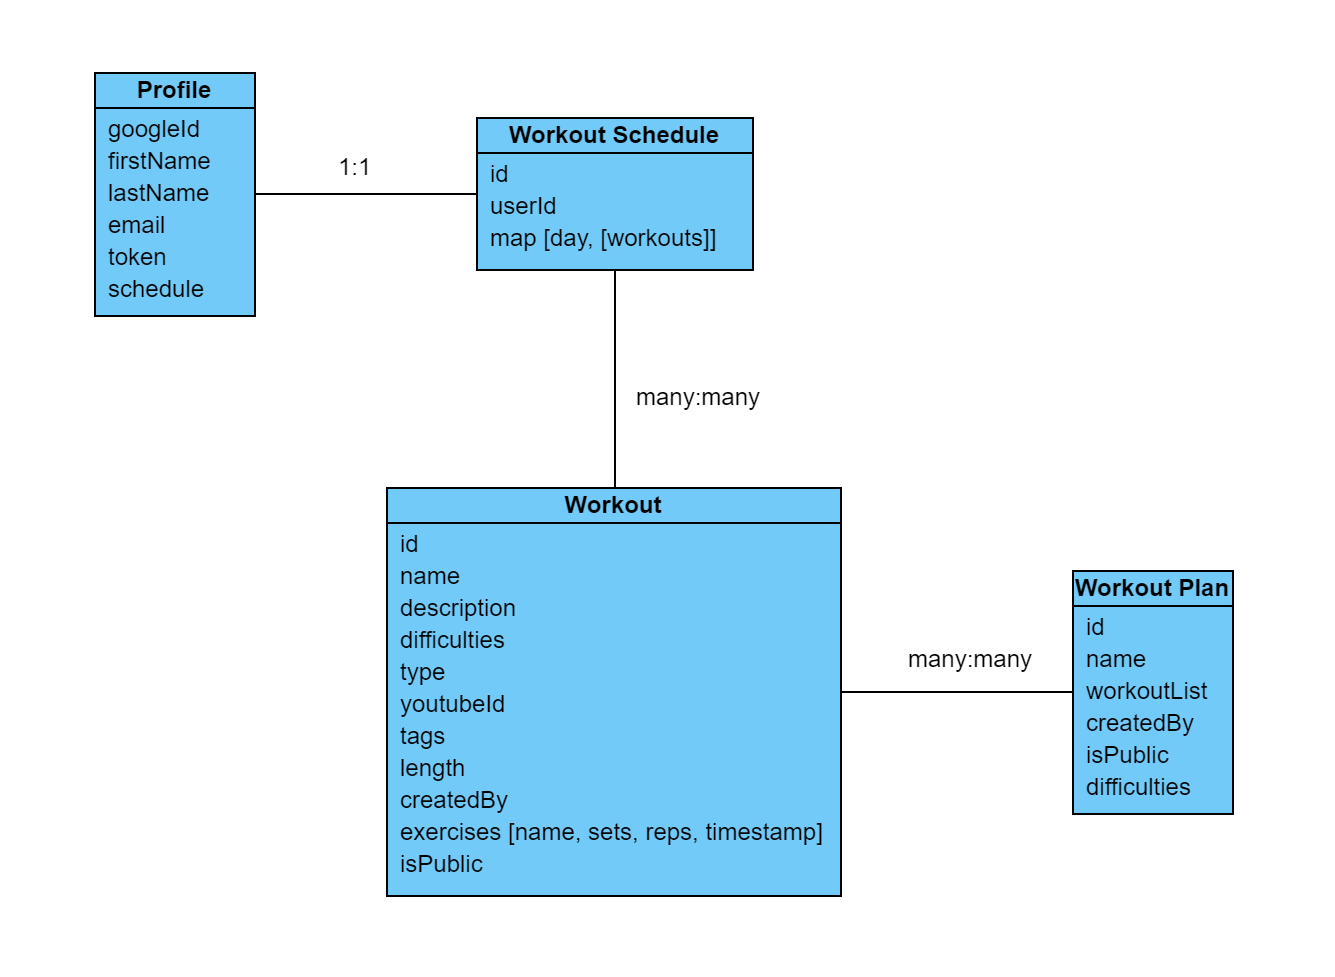 Profile
googleId
firstName
lastName
email
token
schedule
1:1
Workout Schedule
id
userId
map [day, [workouts]]
many:many
Workout
id
name
description
difficulties
type
youtubeId
tags
length
createdBy
exercises [name, sets, reps, timestamp]
isPublic
many:many
Workout Plan
id
name
workoutList
createdBy
isPublic
difficulties